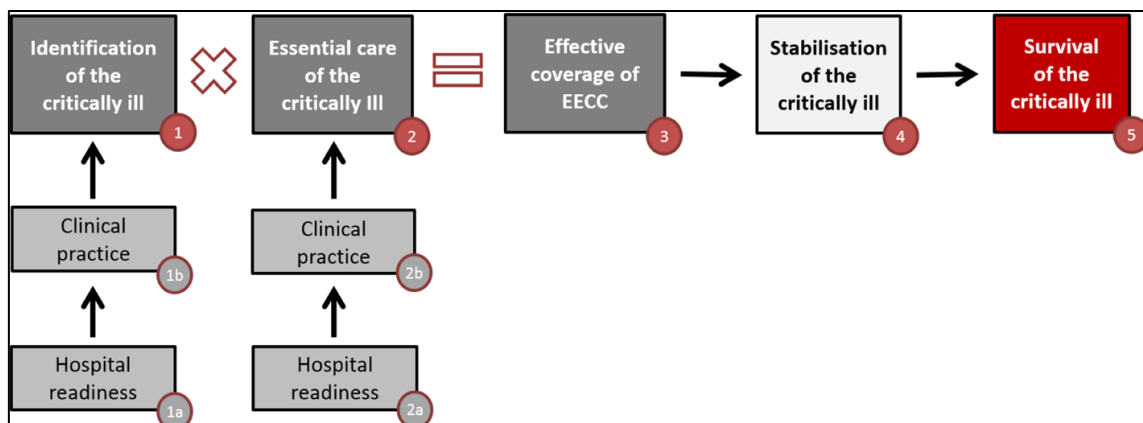 Identification
of the
critically ill
1
Essential care
of the
critically Ill
2
Effective
coverage of
EECC
3
Stabilisation
of the
critically ill
4
Survival
of the
critically ill
5
Clinical
practice
1b
Clinical
practice
2b
Hospital
readiness
1a
Hospital
readiness
2a